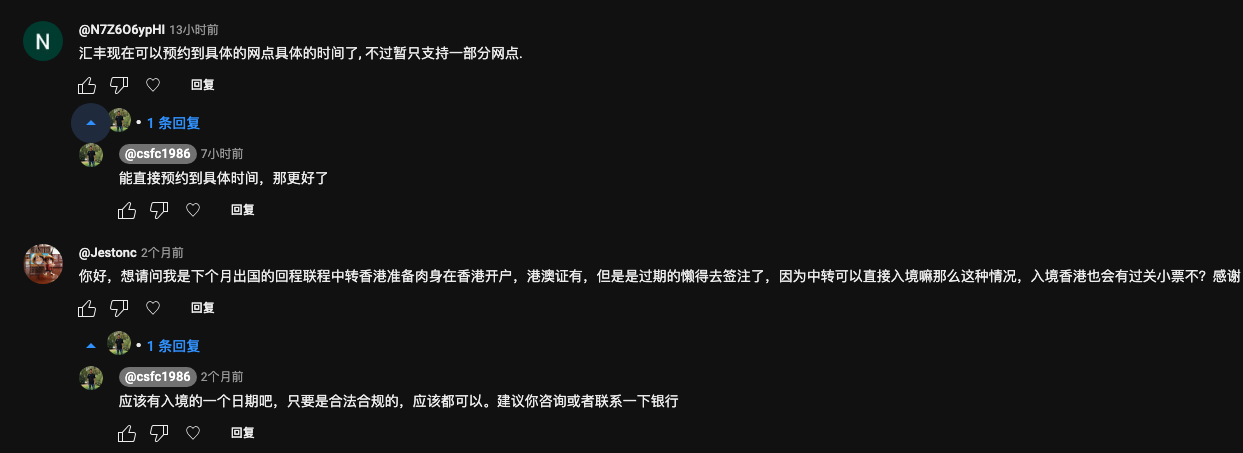 N
@N7Z6O6ypHI 13小时前
汇丰现在可以预约到具体的网点具体的时间了, 不过暂只支持一部分网点.
回复
• 1 条回复
@csfc1986 7小时前
能直接预约到具体时间，那更好了
回复
@Jestonc 2个月前
你好，想请问我是下个月出国的回程联程中转香港准备肉身在香港开户，港澳证有，但是是过期的懒得去签注了，因为中转可以直接入境嘛那么这种情况，入境香港也会有过关小票不？感谢
回复
• 1 条回复
@csfc1986 2个月前
应该有入境的一个日期吧，只要是合法合规的，应该都可以。建议你咨询或者联系一下银行
回复